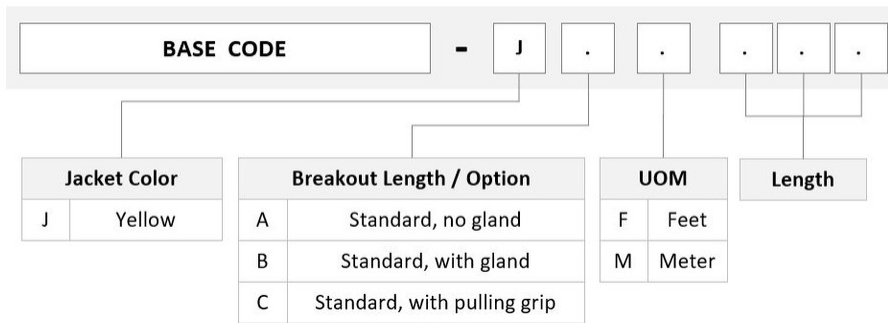 BASE CODE - J . . . . .
Jacket Color
J Yellow
Breakout Length / Option
A Standard, no gland
B Standard, with gland
C Standard, with pulling grip
UOM
F Feet
M Meter
Length